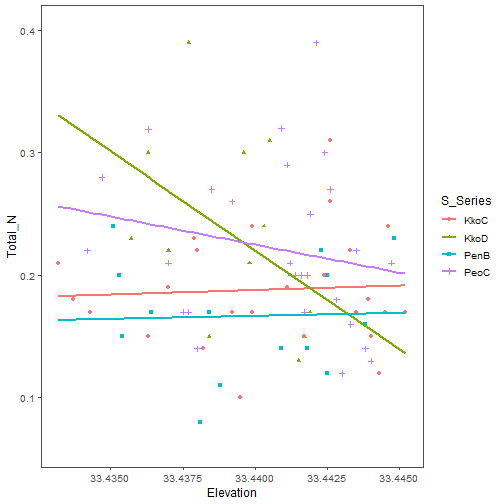 0.4
0.3
0.2
0.1
Total_N
33.4350 33.4375 33.4400 33.4425 33.4450
Elevation
S_Series
KkoC
KkoD
PenB
PeoC